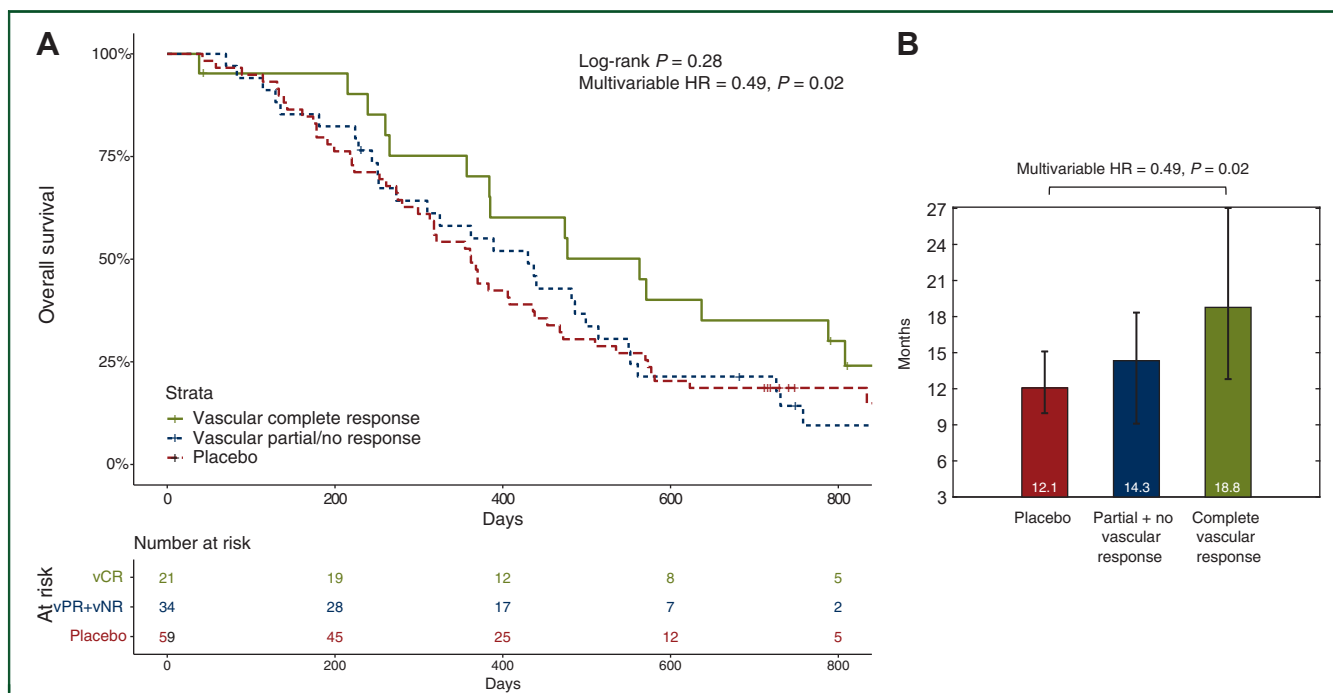 A
100%
75%
50%
25%
0%
Overall survival
Log-rank P = 0.28
Multivariable HR = 0.49, P = 0.02
Strata
Vascular complete response
Vascular partial/no response
Placebo
0 200 400 600 800
Days
Number at risk
At risk
vCR 21 19 12 8 5
vPR+vNR 34 28 17 7 2
Placebo 59 45 25 12 5
0 200 400 600 800
Days
B
Multivariable HR = 0.49, P = 0.02
Months
27
24
21
18
15
12
9
6
3
12.1 14.3 18.8
Placebo
Partial + no
vascular
response
Complete
vascular
response